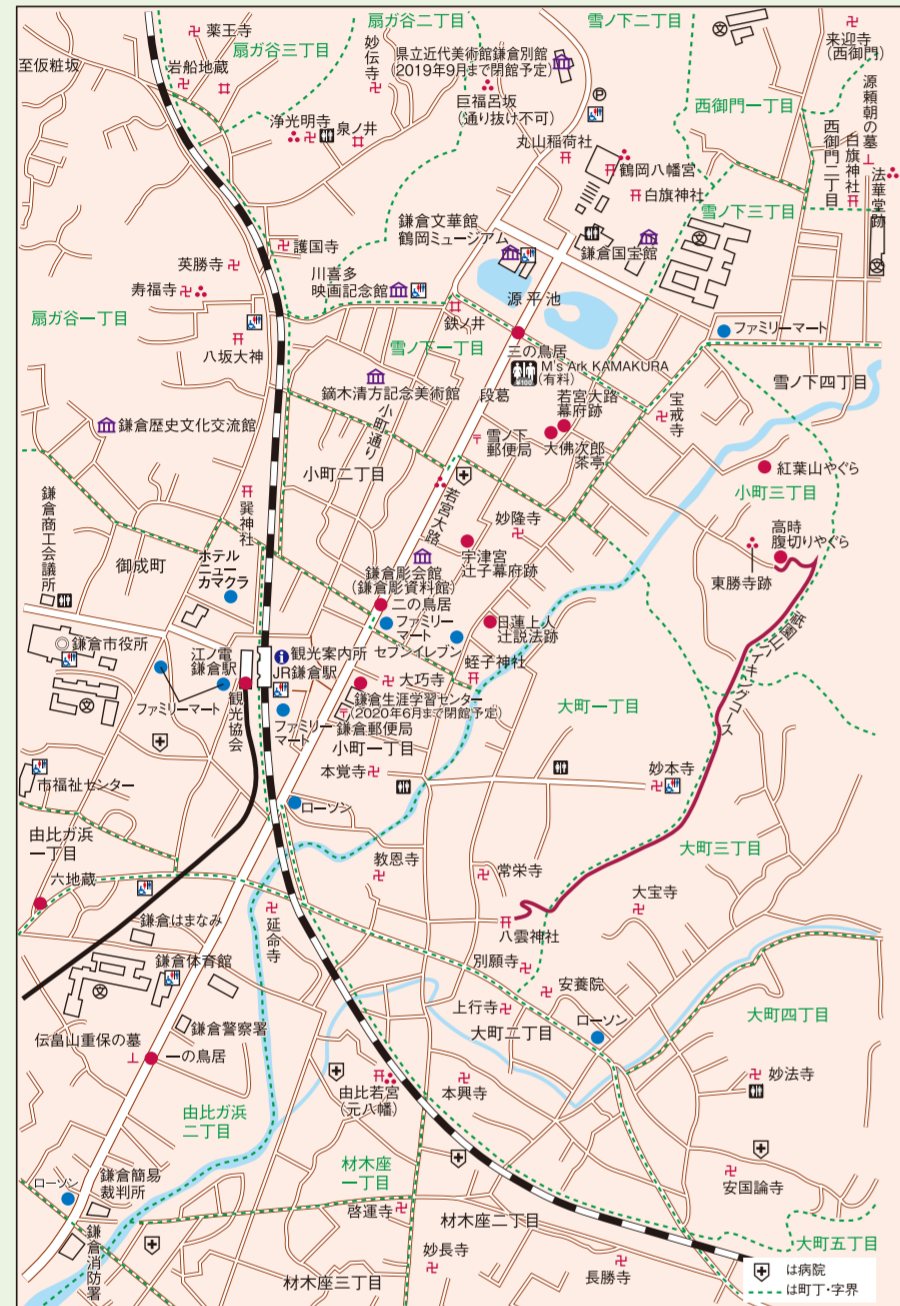 薬王寺
扇ガ谷三丁目
扇ガ谷二丁目
雪ノ下二丁目
来迎寺
(西御門)
至仮粧坂
岩船地蔵
妙伝寺
県立近代美術館鎌倉別館
(2019年9月まで閉館予定)
巨福呂坂
(通り抜け不可)
西御門一丁目
源頼朝の墓
西御門二丁目
白旗神社
法華堂跡
浄光明寺
泉ノ井
丸山稲荷社
鶴岡八幡宮
白旗神社
雪ノ下三丁目
鎌倉文華館
鶴岡ミュージアム
鎌倉国宝館
護国寺
英勝寺
寿福寺
川喜多
映画記念館
源平池
鉄ノ井
扇ガ谷一丁目
八坂大神
雪ノ下一丁目
三の鳥居
ファミリーマート
M's Ark KAMAKURA
(有料)
¥100
雪ノ下四丁目
鏑木清方記念美術館
段葛
若宮大路
幕府跡
宝戒寺
鎌倉歴史文化交流館
小町通り
雪ノ下
郵便局
大佛次郎
茶亭
紅葉山やぐら
小町二丁目
小町三丁目
若宮大路
妙隆寺
高時
腹切りやぐら
鎌倉商工会議所
巽神社
御成町
ホテル
ニュー
カマクラ
宇津宮
辻子幕府跡
東勝寺跡
鎌倉彫会館
(鎌倉彫資料館)
二の鳥居
ファミリー
マート
日蓮上人
辻説法跡
祇園山ハイキングコース
鎌倉市役所
江ノ電
鎌倉駅
観光案内所
JR鎌倉駅
セブンイレブン
蛭子神社
大巧寺
ファミリーマート
観光協会
ファミリー
マート
鎌倉生涯学習センター
(2020年6月まで閉館予定)
鎌倉郵便局
小町一丁目
大町一丁目
本覚寺
妙本寺
市福祉センター
ローソン
由比ガ浜
一丁目
教恩寺
常栄寺
大町三丁目
六地蔵
大宝寺
鎌倉はまなみ
延命寺
八雲神社
鎌倉体育館
別願寺
安養院
上行寺
大町二丁目
ローソン
大町四丁目
鎌倉警察署
伝畠山重保の墓
一の鳥居
由比若宮
(元八幡)
本興寺
妙法寺
由比ガ浜
二丁目
材木座
一丁目
安国論寺
ローソン
鎌倉簡易
裁判所
啓運寺
材木座二丁目
大町五丁目
鎌倉消防署
妙長寺
長勝寺
材木座三丁目
は病院
は町丁・字界